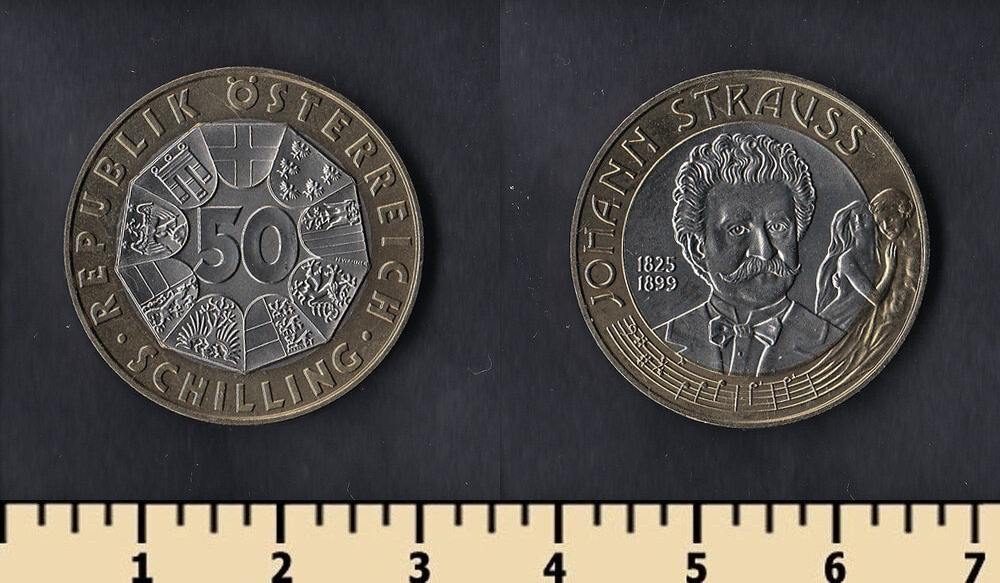 REPUBLIK ÖSTERREICH
50
· SCHILLING ·
JOHANN STRAUSS
1825
1899
1 2 3 4 5 6 7